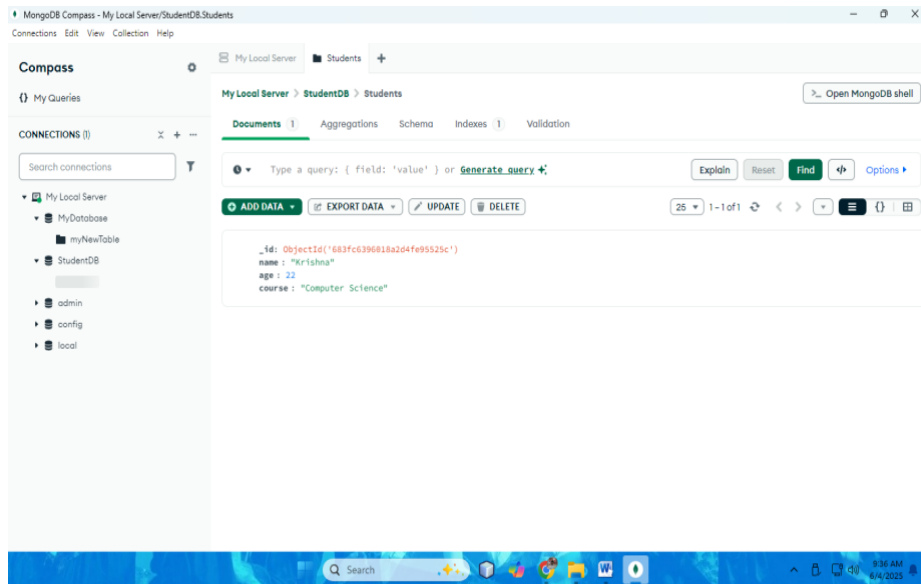 MongoDB Compass - My Local Server/StudentDB.Students
Connections Edit View Collection Help
Compass
My Local Server
Students
{} My Queries
My Local Server > StudentDB > Students
>_ Open MongoDB shell
Documents 1 Aggregations Schema Indexes 1 Validation
CONNECTIONS (1)
Search connections
Type a query: { field: 'value' } or Generate query
Explain Reset Find </> Options
My Local Server
MyDatabase
myNewTable
StudentDB
admin
config
local
ADD DATA EXPORT DATA UPDATE DELETE
25 1-1 of 1 {}
_id: ObjectId('683fc6396018a2d4fe95525c')
name : "Krishna"
age : 22
course : "Computer Science"
Search
W
9:36 AM
6/4/2025